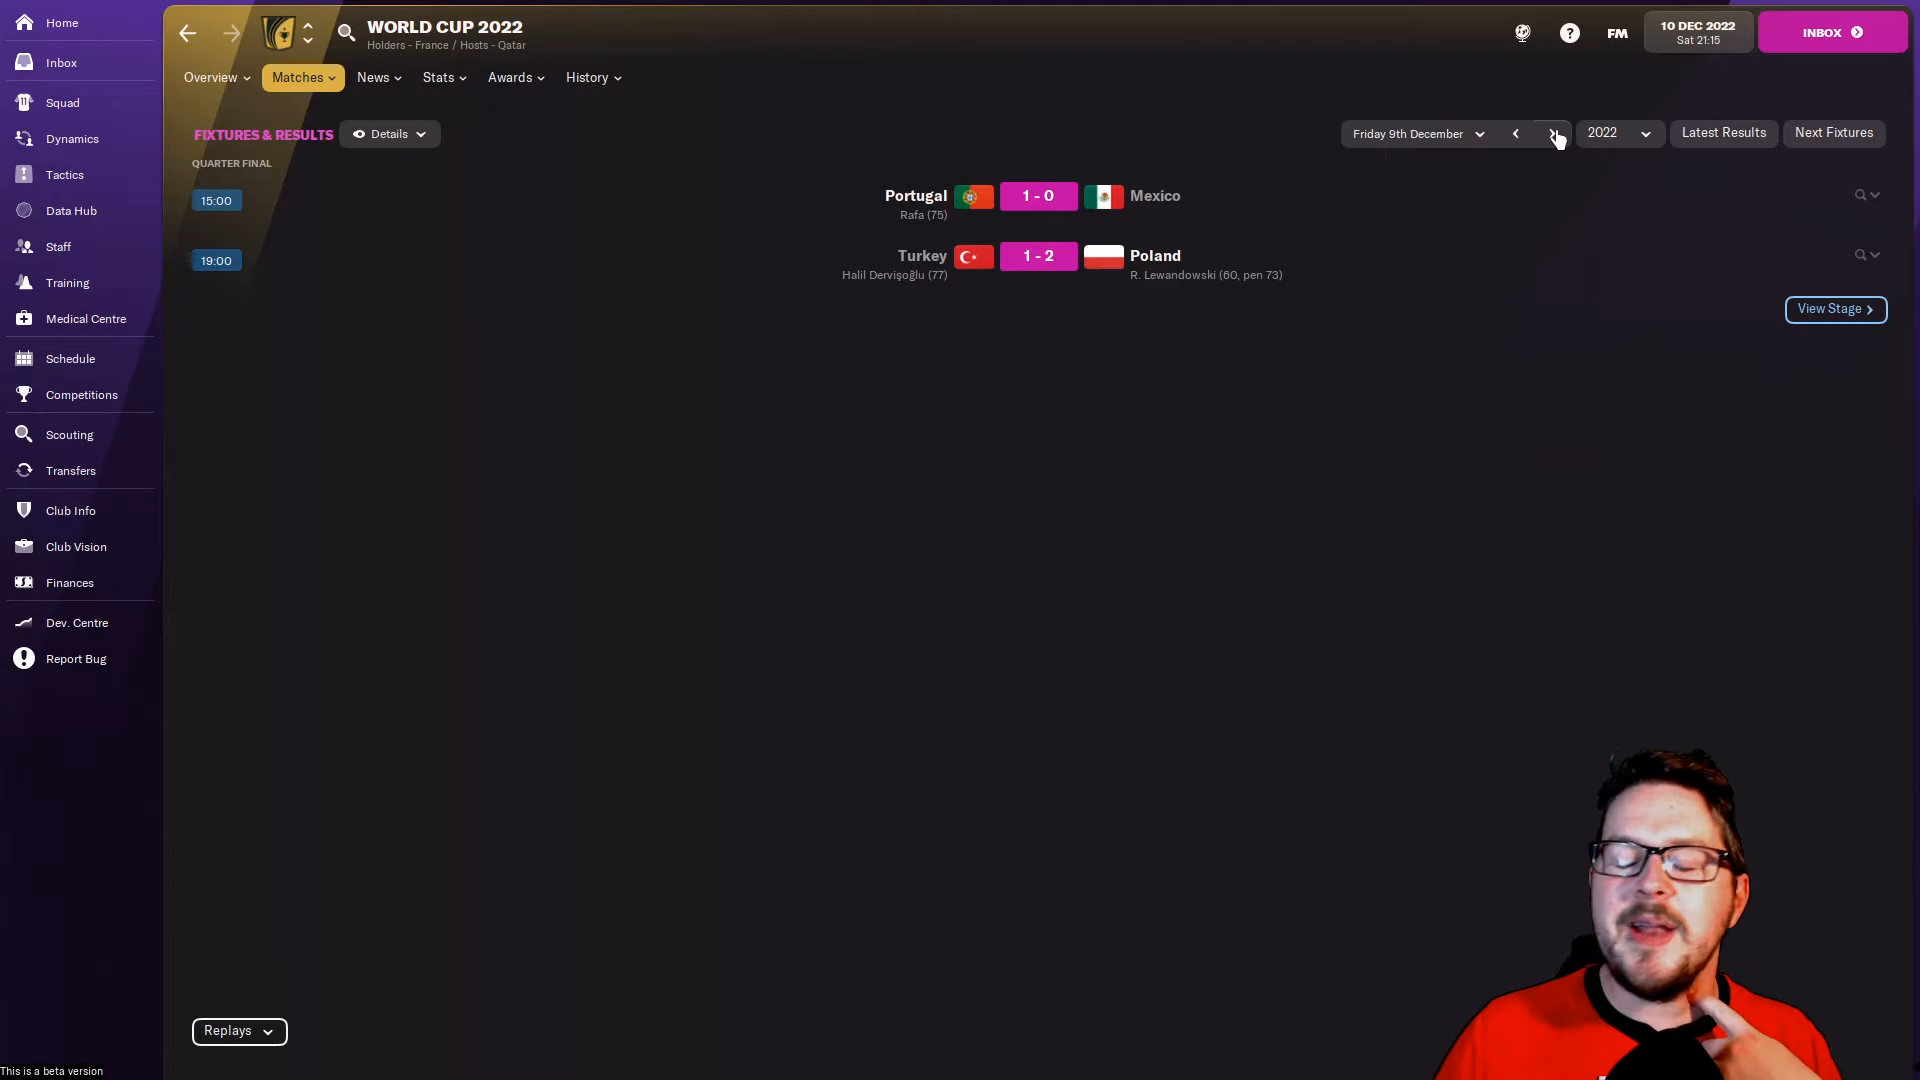 Home
WORLD CUP 2022
Holders - France / Hosts - Qatar
FM
10 DEC 2022
Sat 21:15
INBOX
Inbox
Overview
Matches
News
Stats
Awards
History
Squad
Dynamics
Tactics
Data Hub
Staff
Training
Medical Centre
Schedule
Competitions
Scouting
Transfers
Club Info
Club Vision
Finances
Dev. Centre
Report Bug
FIXTURES & RESULTS
Details
Friday 9th December
2022
Latest Results
Next Fixtures
QUARTER FINAL
15:00
Portugal 1 - 0 Mexico
Rafa (75)
19:00
Turkey 1 - 2 Poland
Halil Dervişoğlu (77)
R. Lewandowski (60, pen 73)
View Stage
Replays
This is a beta version